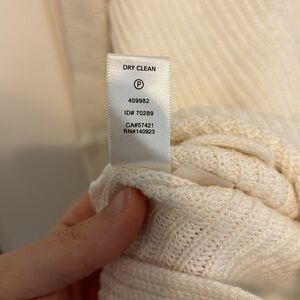 DRY CLEAN
P
409982
ID# 70289
CA#57421
RN#140923